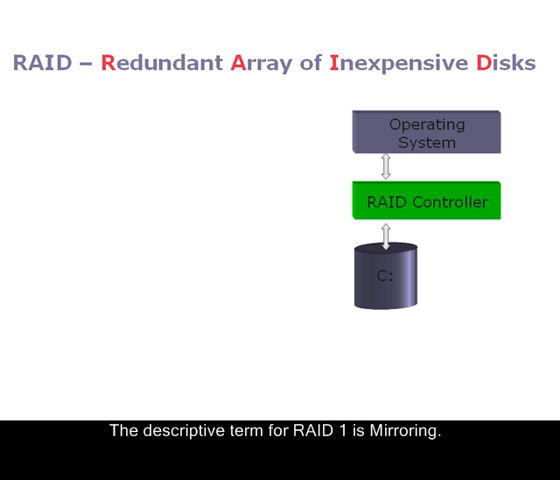 RAID – Redundant Array of Inexpensive Disks
Operating
System
RAID Controller
C:
The descriptive term for RAID 1 is Mirroring.